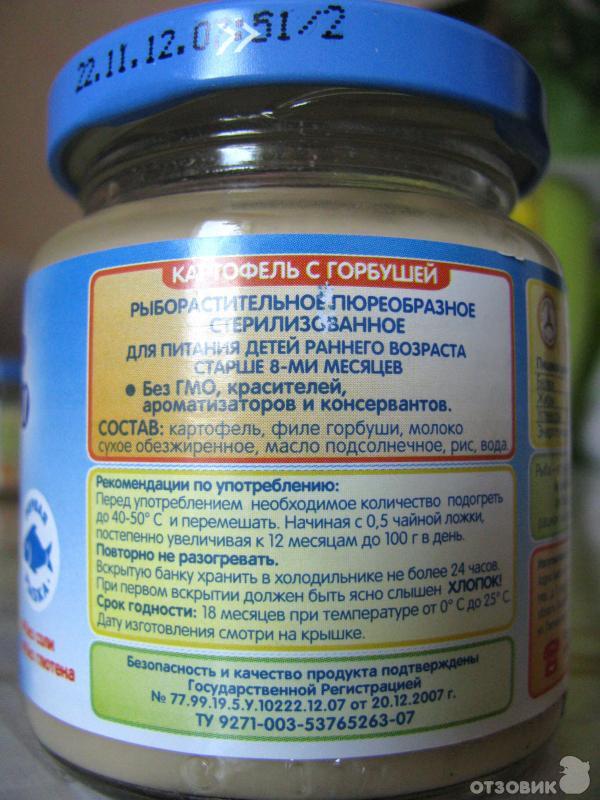 КАРТОФЕЛЬ С ГОРБУШЕЙ
РЫБОРАСТИТЕЛЬНОЕ ПЮРЕОБРАЗНОЕ
СТЕРИЛИЗОВАННОЕ
ДЛЯ ПИТАНИЯ ДЕТЕЙ РАННЕГО ВОЗРАСТА
СТАРШЕ 8-МИ МЕСЯЦЕВ
• Без ГМО, красителей,
ароматизаторов и консервантов.
СОСТАВ: картофель, филе горбуши, молоко
сухое обезжиренное, масло подсолнечное, рис, вода
Рекомендации по употреблению:
Перед употреблением необходимое количество подогреть
до 40-50° С и перемешать. Начиная с 0,5 чайной ложки,
постепенно увеличивая к 12 месяцам до 100 г в день.
Повторно не разогревать.
Вскрытую банку хранить в холодильнике не более 24 часов.
При первом вскрытии должен быть ясно слышен ХЛОПОК!
Срок годности: 18 месяцев при температуре от 0° С до 25° С
Дату изготовления смотри на крышке.
Безопасность и качество продукта подтверждены
Государственной Регистрацией
№ 77.99.19.5.У.10222.12.07 от 20.12.2007 г.
ТУ 9271-003-53765263-07
22.11.12.
51/2
соли
глютена
ОТЗОВИК